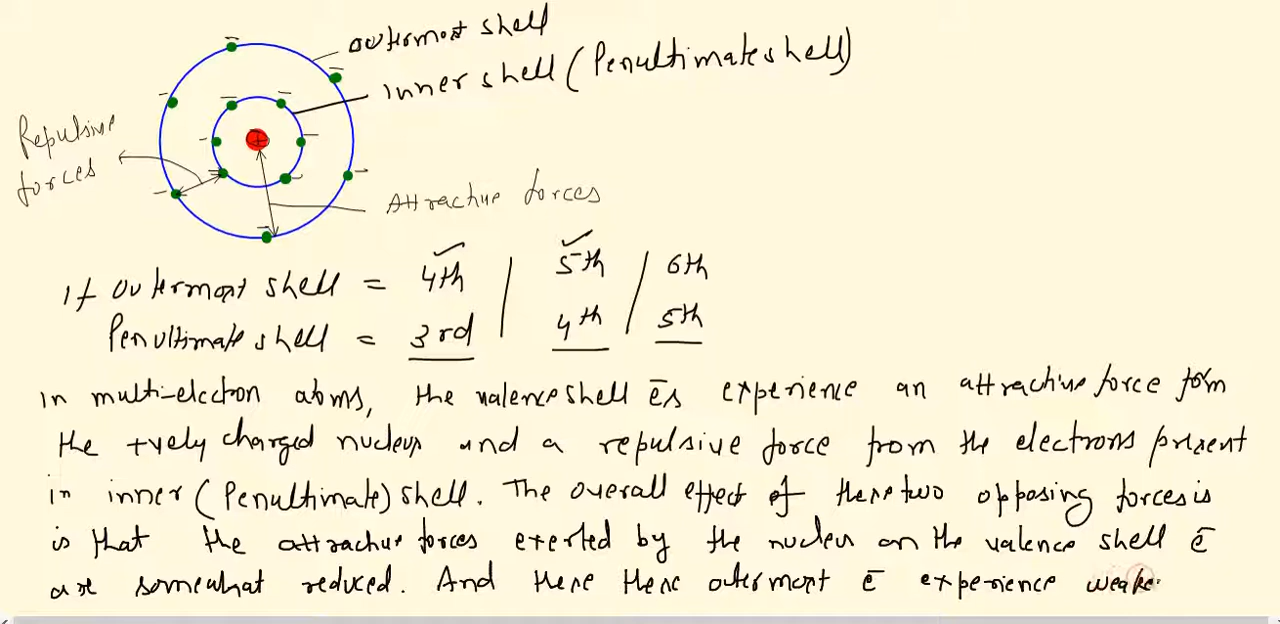 outermost shell
inner shell (Penultimate shell)
Repulsive
forces
Attractive forces
If outermost shell = 4th / 5th / 6th
Penultimate shell = 3rd 4th 5th
In multi-electron atoms, the valence shell ēs experience an attractive force form
the +vely charged nucleus and a repulsive force from the electrons present
in inner (Penultimate) shell. The overall effect of these two opposing forces is
is that the attractive forces exerted by the nucleus on the valence shell ē
are somewhat reduced. And these these outermost ē experience weake